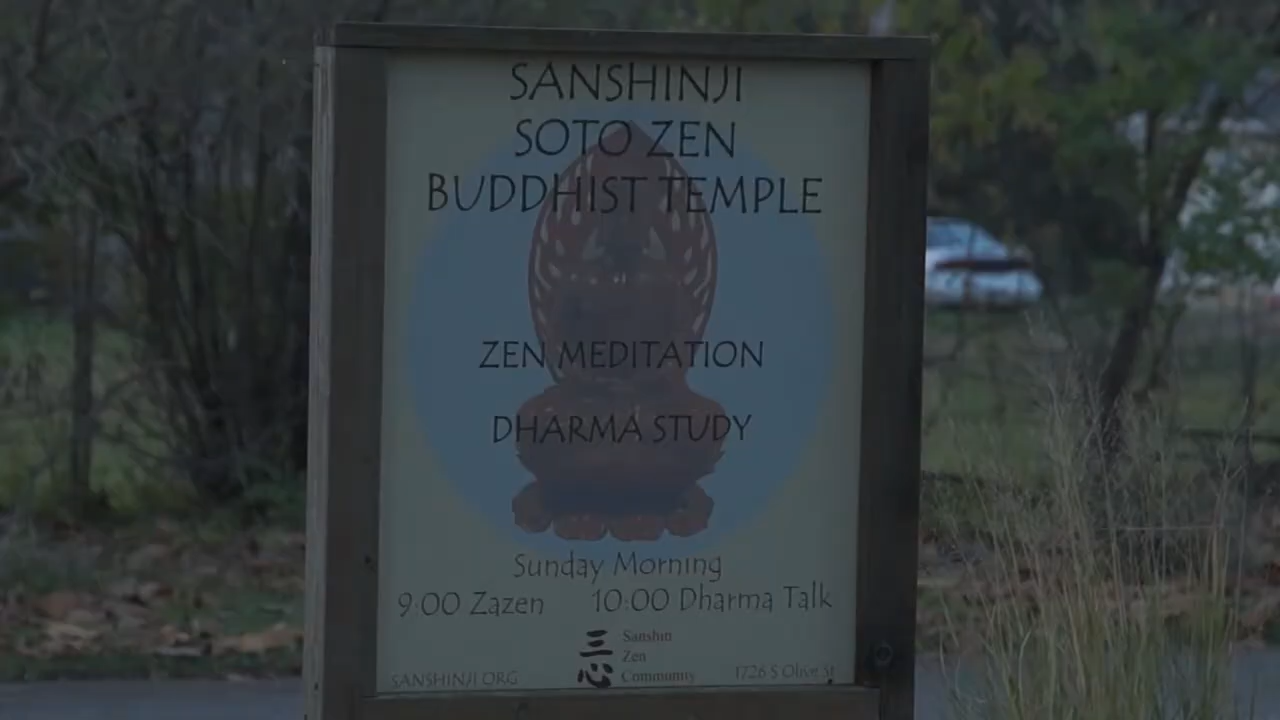 SANSHINJI
SOTO ZEN
BUDDHIST TEMPLE
ZEN MEDITATION
DHARMA STUDY
Sunday Morning
9:00 Zazen 10:00 Dharma Talk
三心
Sanshin
Zen
Community
SANSHINJI.ORG
1726 S Olive St